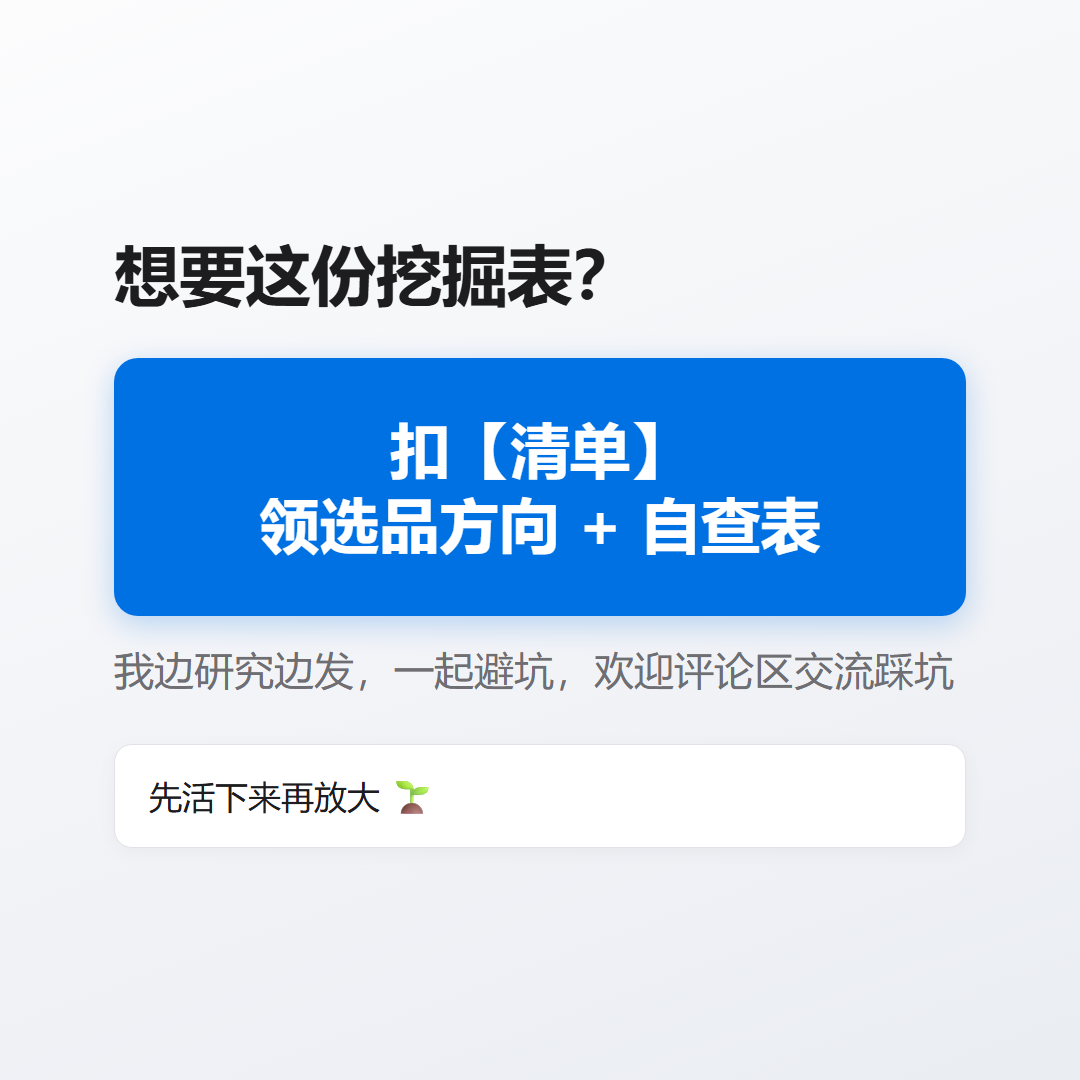 想要这份挖掘表？
扣【清单】
领选品方向 + 自查表
我边研究边发，一起避坑，欢迎评论区交流踩坑
先活下来再放大 🌱